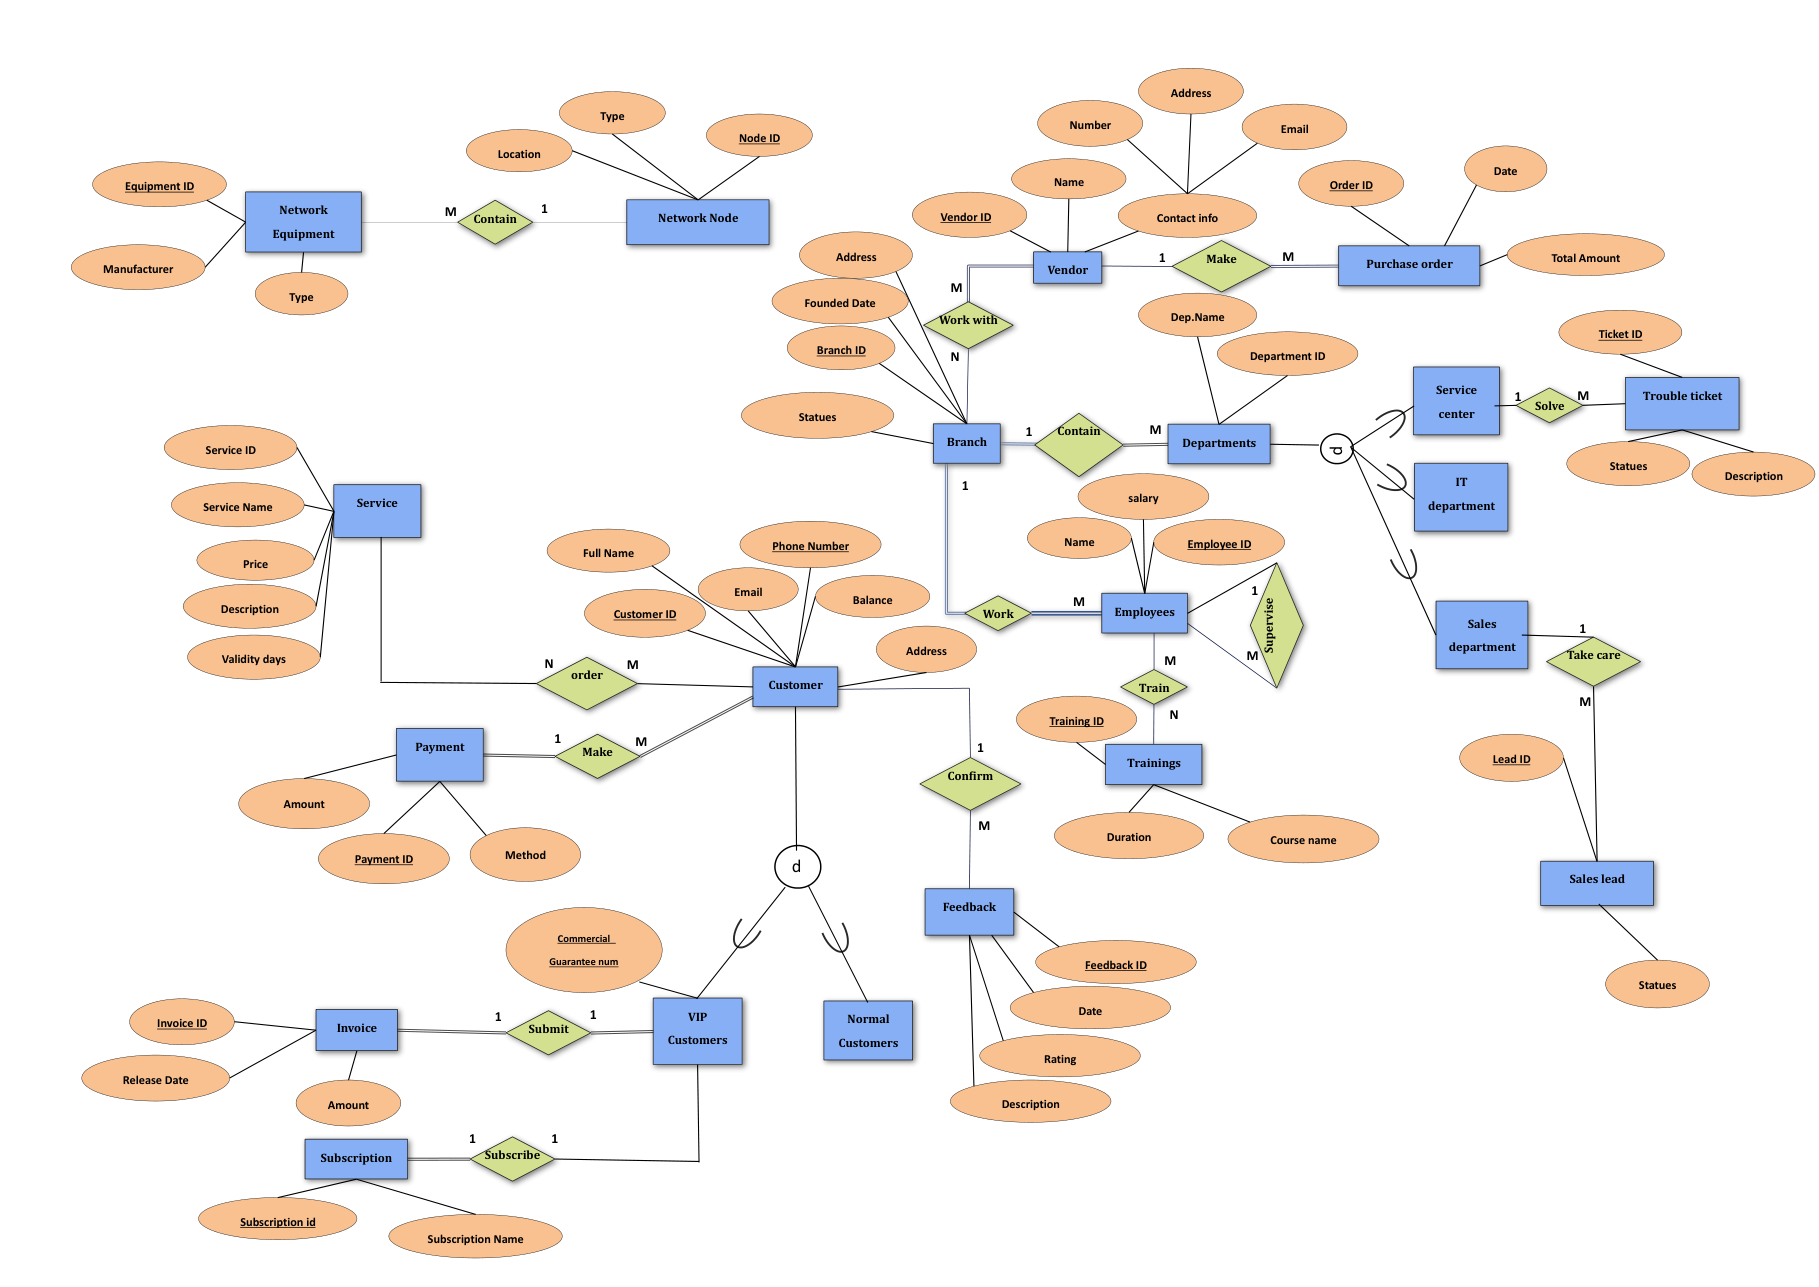 Address
Type
Number
Email
Node ID
Location
Date
Name
Order ID
Equipment ID
Network
Equipment
M
Contain
1
Network Node
Vendor ID
Contact info
Manufacturer
Type
Address
Vendor
1
Make
M
Purchase order
Total Amount
M
Founded Date
Work with
Dep.Name
Ticket ID
Branch ID
N
Department ID
Service
center
1
Solve
M
Trouble ticket
Statues
Branch
1
Contain
M
Departments
d
Statues
Description
IT
department
Service ID
Service Name
Service
1
salary
Full Name
Phone Number
Name
Employee ID
Price
Email
Balance
Description
Customer ID
Work
M
Employees
1
Supervise
M
Sales
department
1
Take care
M
Validity days
N
order
M
Customer
Address
M
Train
N
Training ID
Payment
1
Make
M
1
Confirm
M
Trainings
Lead ID
Amount
Payment ID
Method
Duration
Course name
d
Sales lead
Feedback
Commercial
Guarantee num
Feedback ID
Statues
Date
Invoice ID
Invoice
1
Submit
1
VIP
Customers
Normal
Customers
Rating
Release Date
Amount
Description
Subscription
1
Subscribe
1
Subscription id
Subscription Name